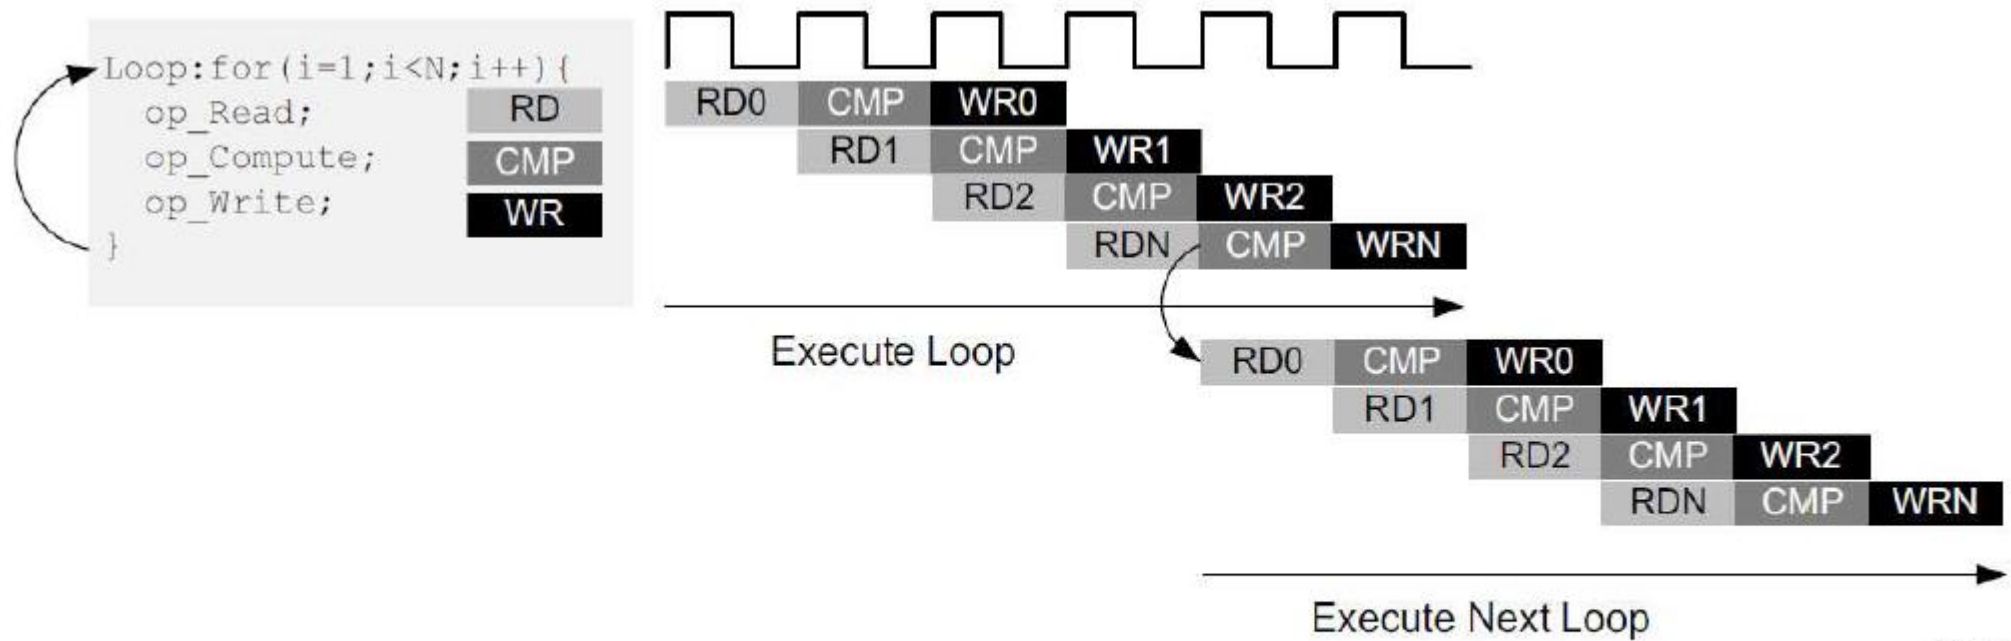 Loop:for(i=1;i<N;i++){
op_Read; RD
op_Compute; CMP
op_Write; WR
}
RD0 CMP WR0
RD1 CMP WR1
RD2 CMP WR2
RDN CMP WRN
Execute Loop
RD0 CMP WR0
RD1 CMP WR1
RD2 CMP WR2
RDN CMP WRN
Execute Next Loop